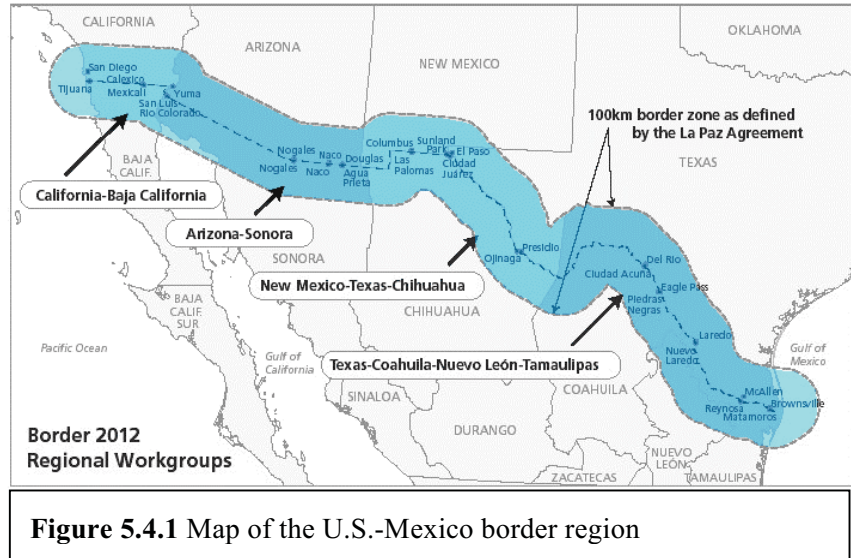 CALIFORNIA
ARIZONA
NEW MEXICO
OKLAHOMA
TEXAS
San Diego
Tijuana
Calexico
Mexicali
Yuma
San Luis
Rio Colorado
BAJA
CALIF.
California-Baja California
Nogales
Nogales
Naco
Naco
Douglas
Agua
Prieta
Arizona-Sonora
SONORA
Columbus
Las
Palomas
Sunland
Park
El Paso
Ciudad
Juárez
100km border zone as defined
by the La Paz Agreement
New Mexico-Texas-Chihuahua
Presidio
Ojinaga
CHIHUAHUA
Del Rio
Ciudad Acuña
Eagle Pass
Piedras
Negras
Texas-Coahuila-Nuevo León-Tamaulipas
Laredo
Nuevo
Laredo
McAllen
Reynosa
Brownsville
Matamoros
BAJA
CALIF.
SUR
Pacific Ocean
Gulf of
California
Gulf of
Mexico
SINALOA
DURANGO
COAHUILA
ZACATECAS
NUEVO
LEÓN
TAMAULIPAS
Border 2012
Regional Workgroups
Figure 5.4.1 Map of the U.S.-Mexico border region